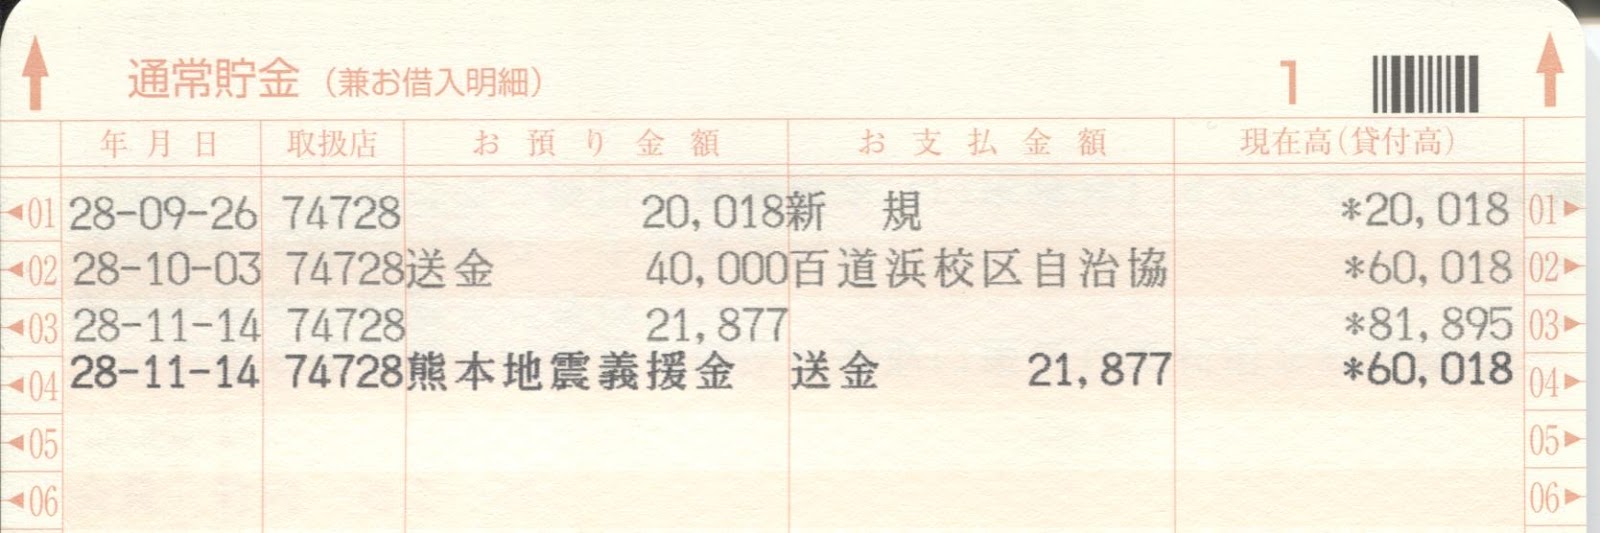 通常貯金（兼お借入明細） 1
年月日 取扱店 お預り金額 お支払金額 現在高(貸付高)
01 28-09-26 74728 20,018 新　規 *20,018 01
02 28-10-03 74728 送金 40,000 百道浜校区自治協 *60,018 02
03 28-11-14 74728 21,877 *81,895 03
04 28-11-14 74728 熊本地震義援金 送金 21,877 *60,018 04
05 05
06 06